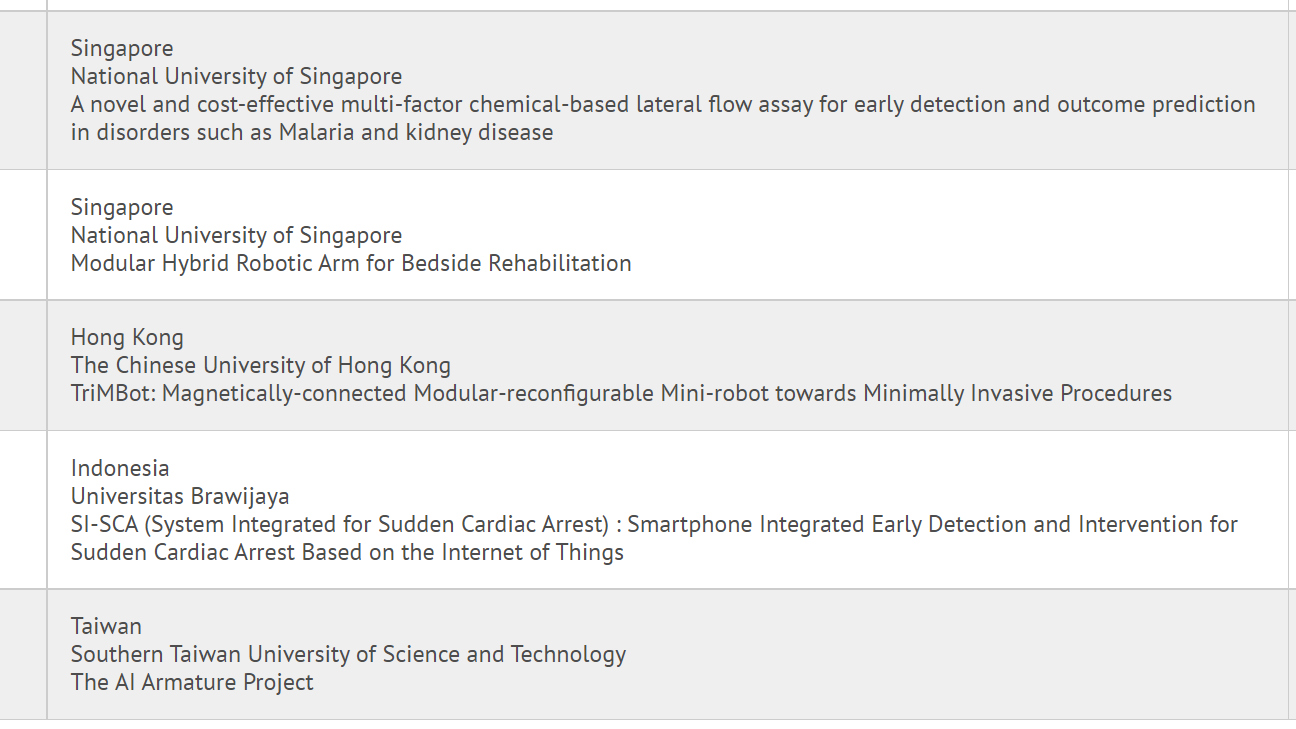 Singapore
National University of Singapore
A novel and cost-effective multi-factor chemical-based lateral flow assay for early detection and outcome prediction
in disorders such as Malaria and kidney disease
Singapore
National University of Singapore
Modular Hybrid Robotic Arm for Bedside Rehabilitation
Hong Kong
The Chinese University of Hong Kong
TriMBot: Magnetically-connected Modular-reconfigurable Mini-robot towards Minimally Invasive Procedures
Indonesia
Universitas Brawijaya
SI-SCA (System Integrated for Sudden Cardiac Arrest) : Smartphone Integrated Early Detection and Intervention for
Sudden Cardiac Arrest Based on the Internet of Things
Taiwan
Southern Taiwan University of Science and Technology
The AI Armature Project